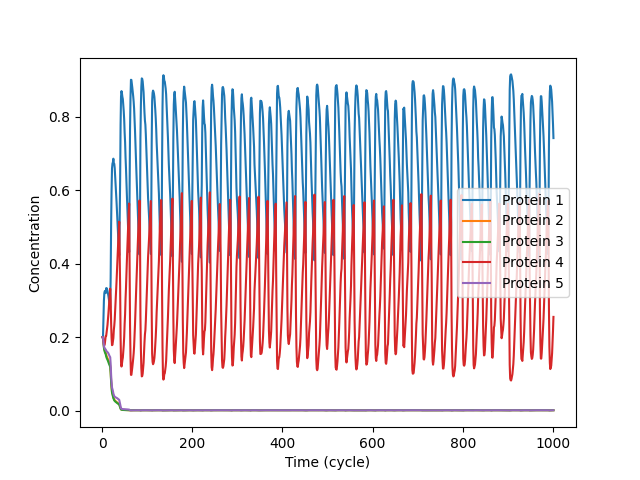 0.8
0.6
0.4
0.2
0.0
Concentration
0
200
400
600
800
1000
Time (cycle)
Protein 1
Protein 2
Protein 3
Protein 4
Protein 5